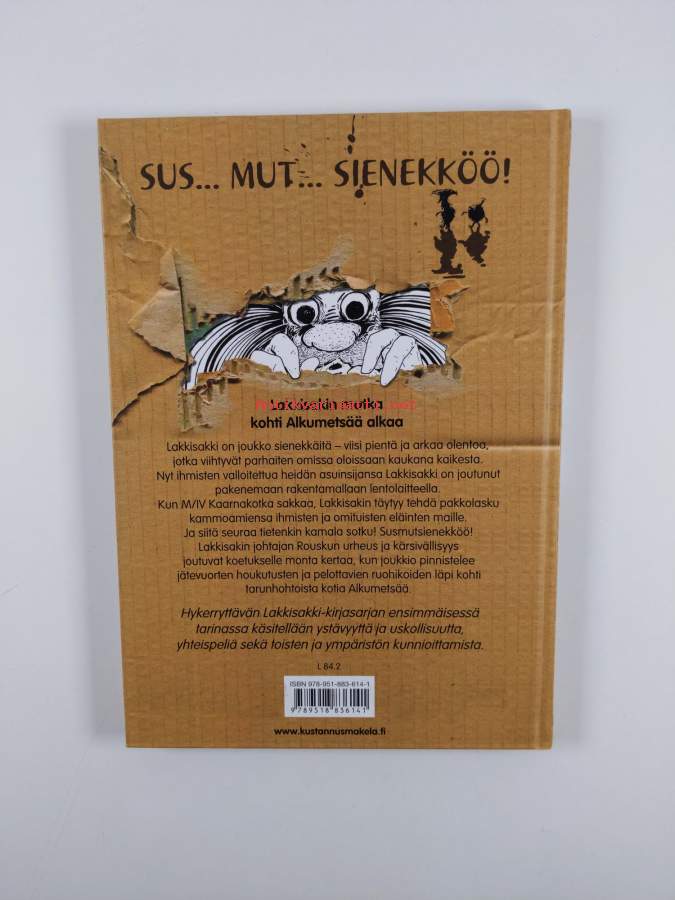 SUS... MUT... SIENEKKÖÖ!
Lakkisakin matka
kohti Alkumetsää alkaa
Lakkisakki on joukko sienekkäitä – viisi pientä ja arkaa olentoa,
jotka viihtyvät parhaiten omissa oloissaan kaukana kaikesta.
Nyt ihmisten valloitettua heidän asuinsijansa Lakkisakki on joutunut
pakenemaan rakentamallaan lentolaitteella.
Kun M/IV Kaarnakotka sakkaa, Lakkisakin täytyy tehdä pakkolasku
kammoamiensa ihmisten ja omituisten eläinten maille.
Ja siitä seuraa tietenkin kamala sotku! Susmutsienekköö!
Lakkisakin johtajan Rouskun urheus ja kärsivällisyys
joutuvat koetukselle monta kertaa, kun joukkio pinnistelee
jätevuorten houkutusten ja pelottavien ruohikoiden läpi kohti
tarunhohtoista kotia Alkumetsää.
Hykerryttävän Lakkisakki-kirjasarjan ensimmäisessä
tarinassa käsitellään ystävyyttä ja uskollisuutta,
yhteispeliä sekä toisten ja ympäristön kunnioittamista.
L 84.2
ISBN 978-951-883-614-1
9 789518 836141
www.kustannusmakela.fi